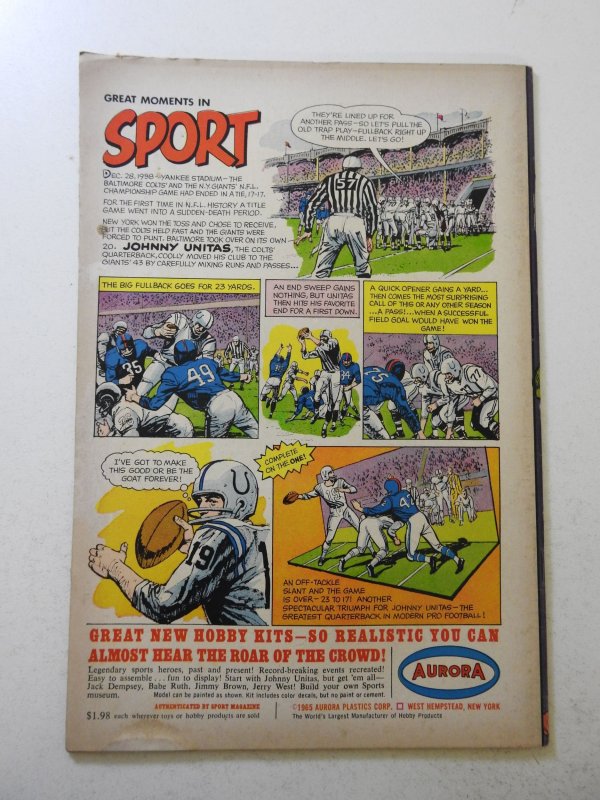 GREAT MOMENTS IN
SPORT
DEC. 28, 1958—YANKEE STADIUM—THE
BALTIMORE COLTS' AND THE N.Y. GIANTS' N.F.L.
CHAMPIONSHIP GAME HAD ENDED IN A TIE, 17-17.
FOR THE FIRST TIME IN N.F.L. HISTORY A TITLE
GAME WENT INTO A SUDDEN-DEATH PERIOD.
NEW YORK WON THE TOSS AND CHOSE TO RECEIVE,
BUT THE COLTS HELD FAST AND THE GIANTS WERE
FORCED TO PUNT. BALTIMORE TOOK OVER ON ITS OWN
20. JOHNNY UNITAS, THE COLTS'
QUARTERBACK, COOLLY MOVED HIS CLUB TO THE
GIANTS' 43 BY CAREFULLY MIXING RUNS AND PASSES...
THEY'RE LINED UP FOR
ANOTHER PASS—SO LET'S PULL THE
OLD TRAP PLAY—FULLBACK RIGHT UP
THE MIDDLE. LET'S GO!
57
THE BIG FULLBACK GOES FOR 23 YARDS.
35
49
AN END SWEEP GAINS
NOTHING, BUT UNITAS
THEN HITS HIS FAVORITE
END FOR A FIRST DOWN.
A QUICK OPENER GAINS A YARD...
THEN COMES THE MOST SURPRISING
CALL OF THIS OR ANY OTHER SEASON
...A PASS!...WHEN A SUCCESSFUL
FIELD GOAL WOULD HAVE WON THE
GAME!
I'VE GOT TO MAKE
THIS GOOD OR BE THE
GOAT FOREVER!
19
COMPLETE
ON THE ONE!
AN OFF-TACKLE
SLANT AND THE GAME
IS OVER—23 TO 17! ANOTHER
SPECTACULAR TRIUMPH FOR JOHNNY UNITAS—THE
GREATEST QUARTERBACK IN MODERN PRO FOOTBALL!
GREAT NEW HOBBY KITS—SO REALISTIC YOU CAN
ALMOST HEAR THE ROAR OF THE CROWD!
Legendary sports heroes, past and present! Record-breaking events recreated!
Easy to assemble . . . fun to display! Start with Johnny Unitas, but get 'em all—
Jack Dempsey, Babe Ruth, Jimmy Brown, Jerry West! Build your own Sports
museum. Model can be painted as shown. Kit includes color decals, but no paint or cement.
AUTHENTICATED BY SPORT MAGAZINE
$1.98 each wherever toys or hobby products are sold
AURORA
©1965 AURORA PLASTICS CORP. WEST HEMPSTEAD, NEW YORK
The World's Largest Manufacturer of Hobby Products